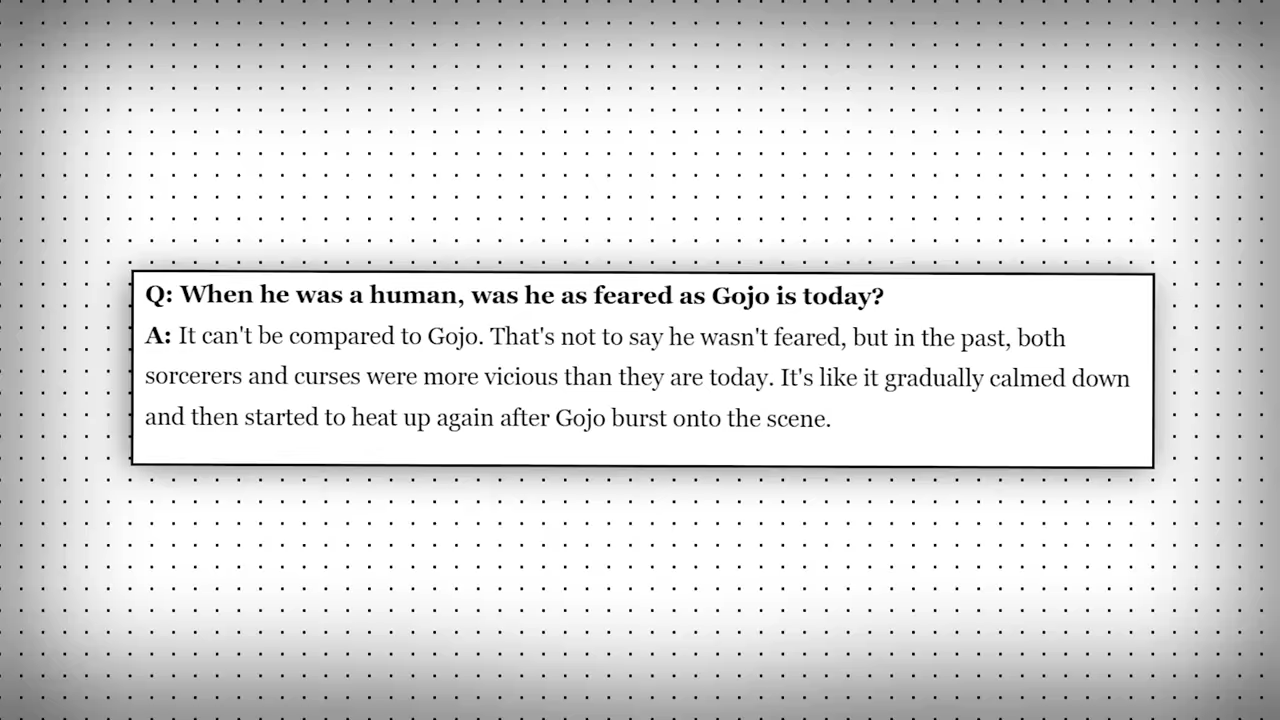 Q: When he was a human, was he as feared as Gojo is today?
A: It can't be compared to Gojo. That's not to say he wasn't feared, but in the past, both
sorcerers and curses were more vicious than they are today. It's like it gradually calmed down
and then started to heat up again after Gojo burst onto the scene.